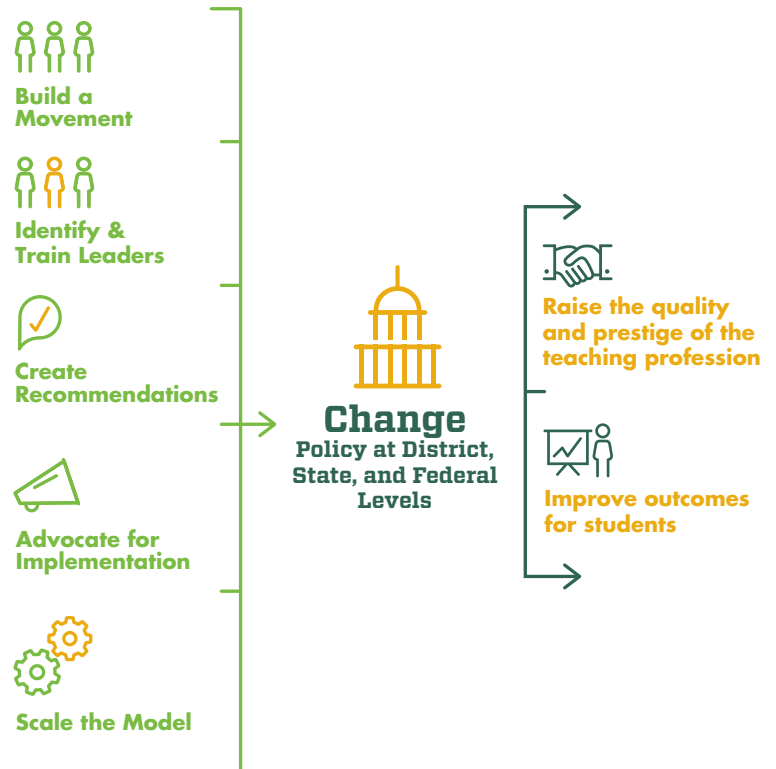 Build a
Movement
Identify &
Train Leaders
Create
Recommendations
Advocate for
Implementation
Scale the Model
Change
Policy at District,
State, and Federal
Levels
Raise the quality
and prestige of the
teaching profession
Improve outcomes
for students